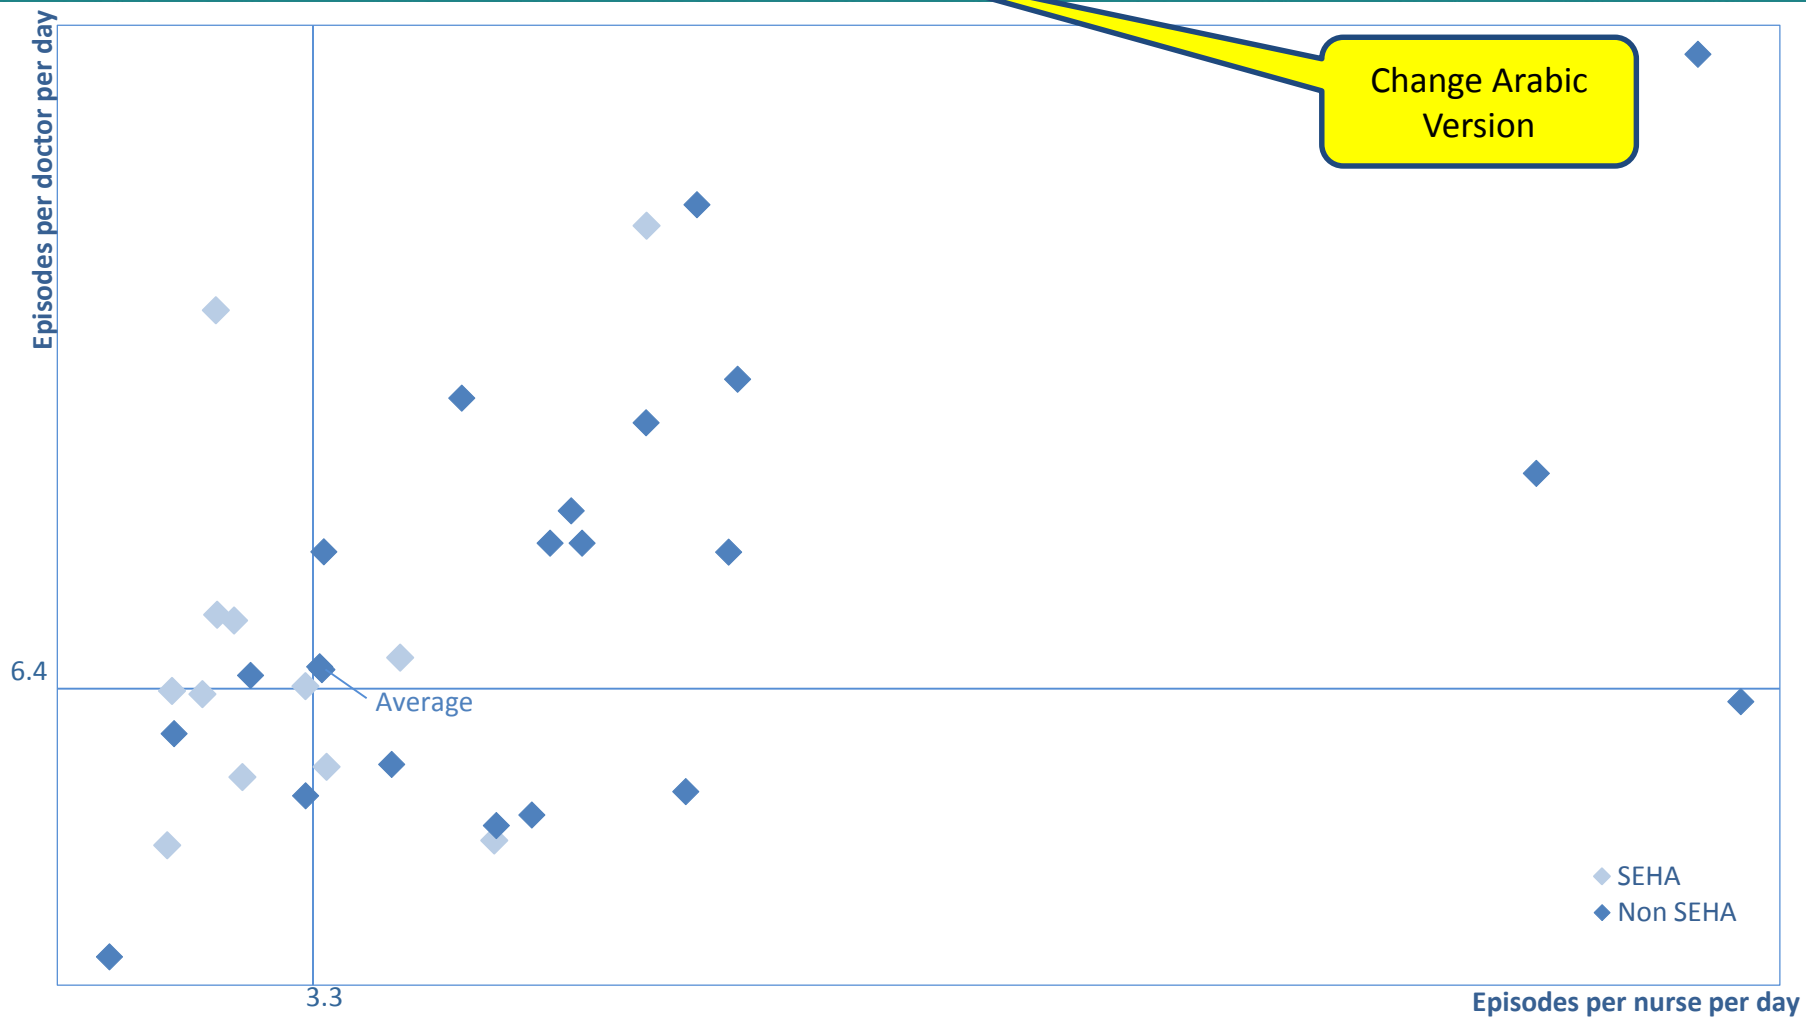 Episodes per doctor per day
Change Arabic
Version
6.4
Average
SEHA
Non SEHA
3.3
Episodes per nurse per day